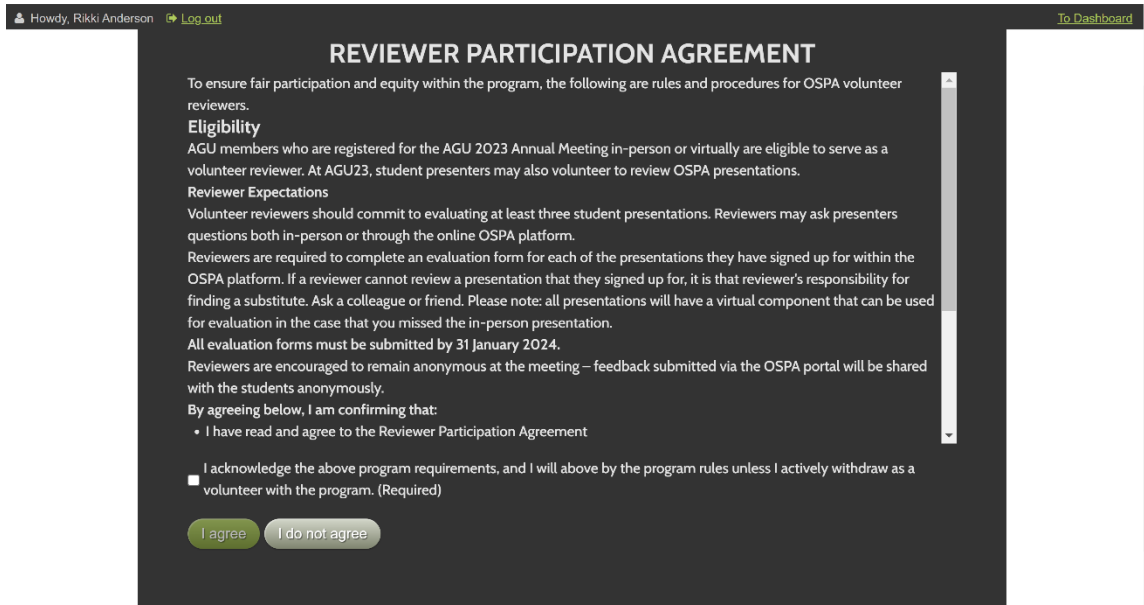 Howdy, Rikki Anderson Log out To Dashboard
REVIEWER PARTICIPATION AGREEMENT
To ensure fair participation and equity within the program, the following are rules and procedures for OSPA volunteer
reviewers.
Eligibility
AGU members who are registered for the AGU 2023 Annual Meeting in-person or virtually are eligible to serve as a
volunteer reviewer. At AGU23, student presenters may also volunteer to review OSPA presentations.
Reviewer Expectations
Volunteer reviewers should commit to evaluating at least three student presentations. Reviewers may ask presenters
questions both in-person or through the online OSPA platform.
Reviewers are required to complete an evaluation form for each of the presentations they have signed up for within the
OSPA platform. If a reviewer cannot review a presentation that they signed up for, it is that reviewer's responsibility for
finding a substitute. Ask a colleague or friend. Please note: all presentations will have a virtual component that can be used
for evaluation in the case that you missed the in-person presentation.
All evaluation forms must be submitted by 31 January 2024.
Reviewers are encouraged to remain anonymous at the meeting – feedback submitted via the OSPA portal will be shared
with the students anonymously.
By agreeing below, I am confirming that:
• I have read and agree to the Reviewer Participation Agreement
I acknowledge the above program requirements, and I will above by the program rules unless I actively withdraw as a
volunteer with the program. (Required)
I agree I do not agree